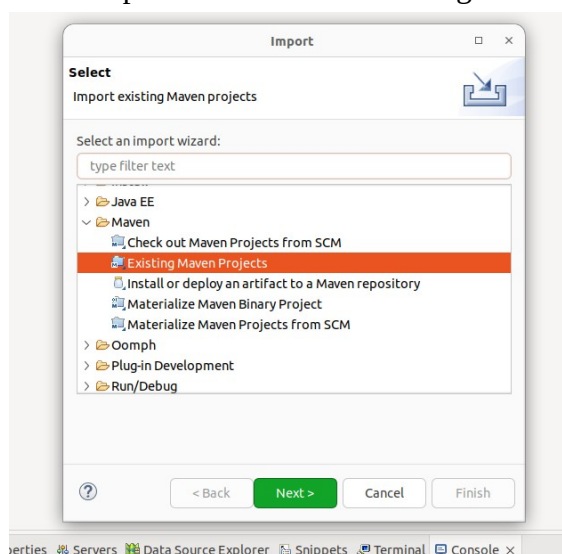 Import
Select
Import existing Maven projects
Select an import wizard:
type filter text
Java EE
Maven
Check out Maven Projects from SCM
Existing Maven Projects
Install or deploy an artifact to a Maven repository
Materialize Maven Binary Project
Materialize Maven Projects from SCM
Oomph
Plug-in Development
Run/Debug
? < Back Next > Cancel Finish
perties Servers Data Source Explorer Snippets Terminal Console ×